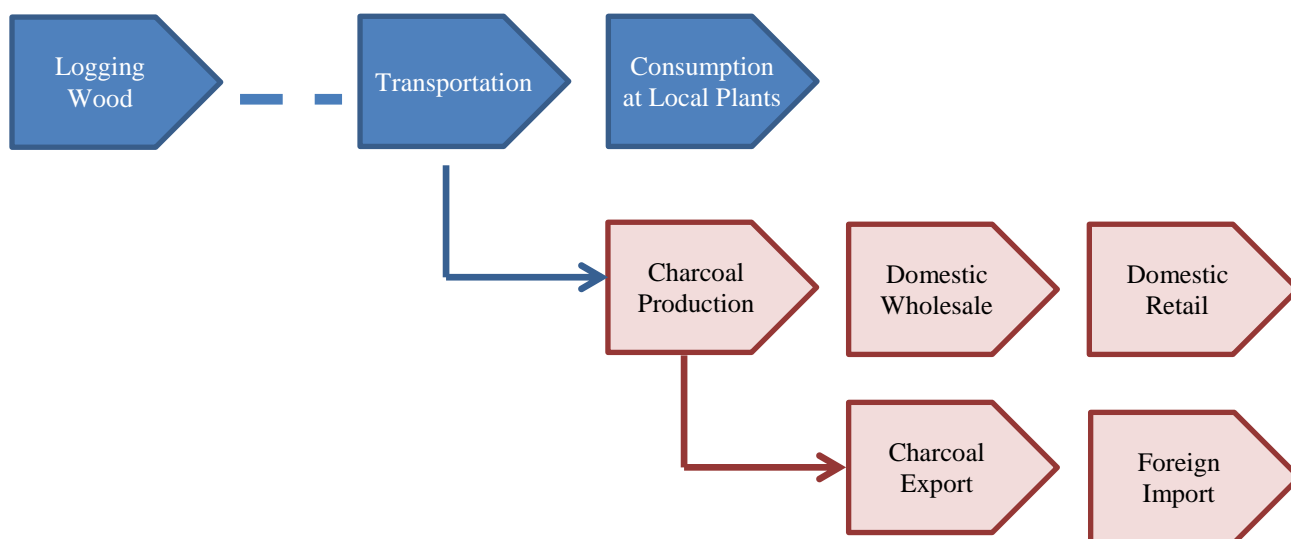 Logging
Wood
Transportation
Consumption
at Local Plants
Charcoal
Production
Domestic
Wholesale
Domestic
Retail
Charcoal
Export
Foreign
Import